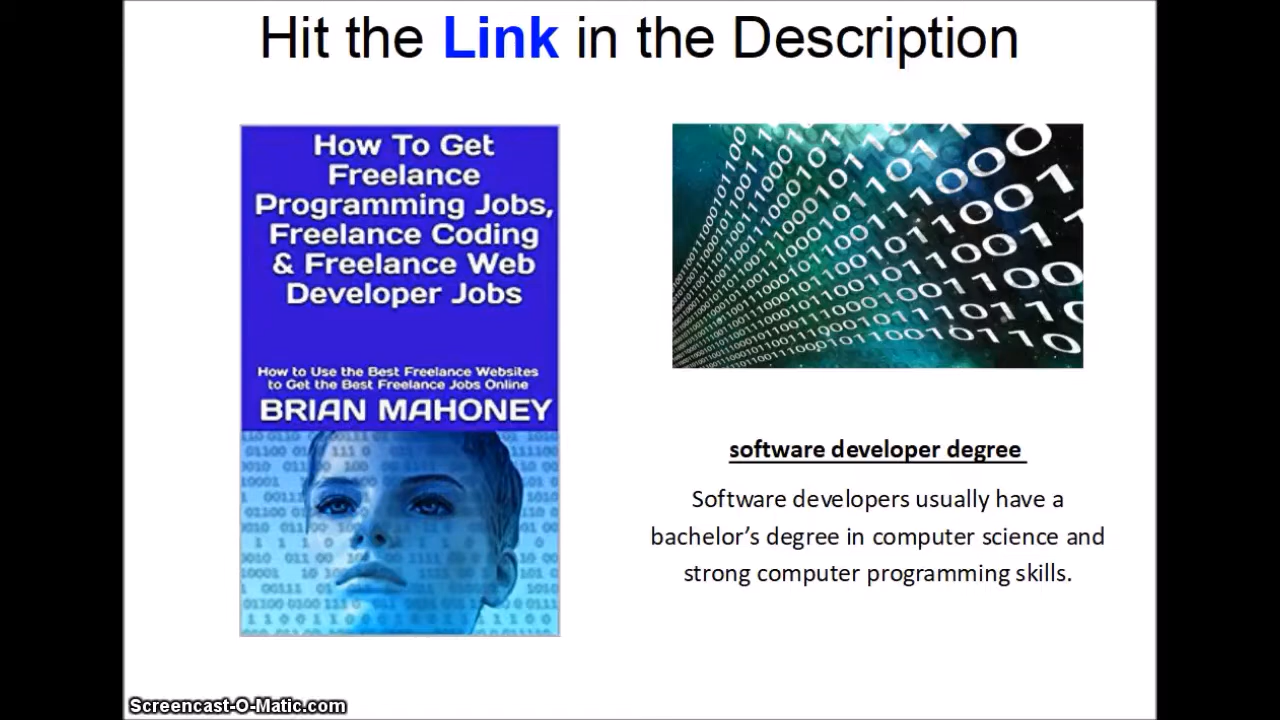 Hit the Link in the Description
How To Get
Freelance
Programming Jobs,
Freelance Coding
& Freelance Web
Developer Jobs
How to Use the Best Freelance Websites
to Get the Best Freelance Jobs Online
BRIAN MAHONEY
software developer degree
Software developers usually have a
bachelor’s degree in computer science and
strong computer programming skills.
Screencast-O-Matic.com